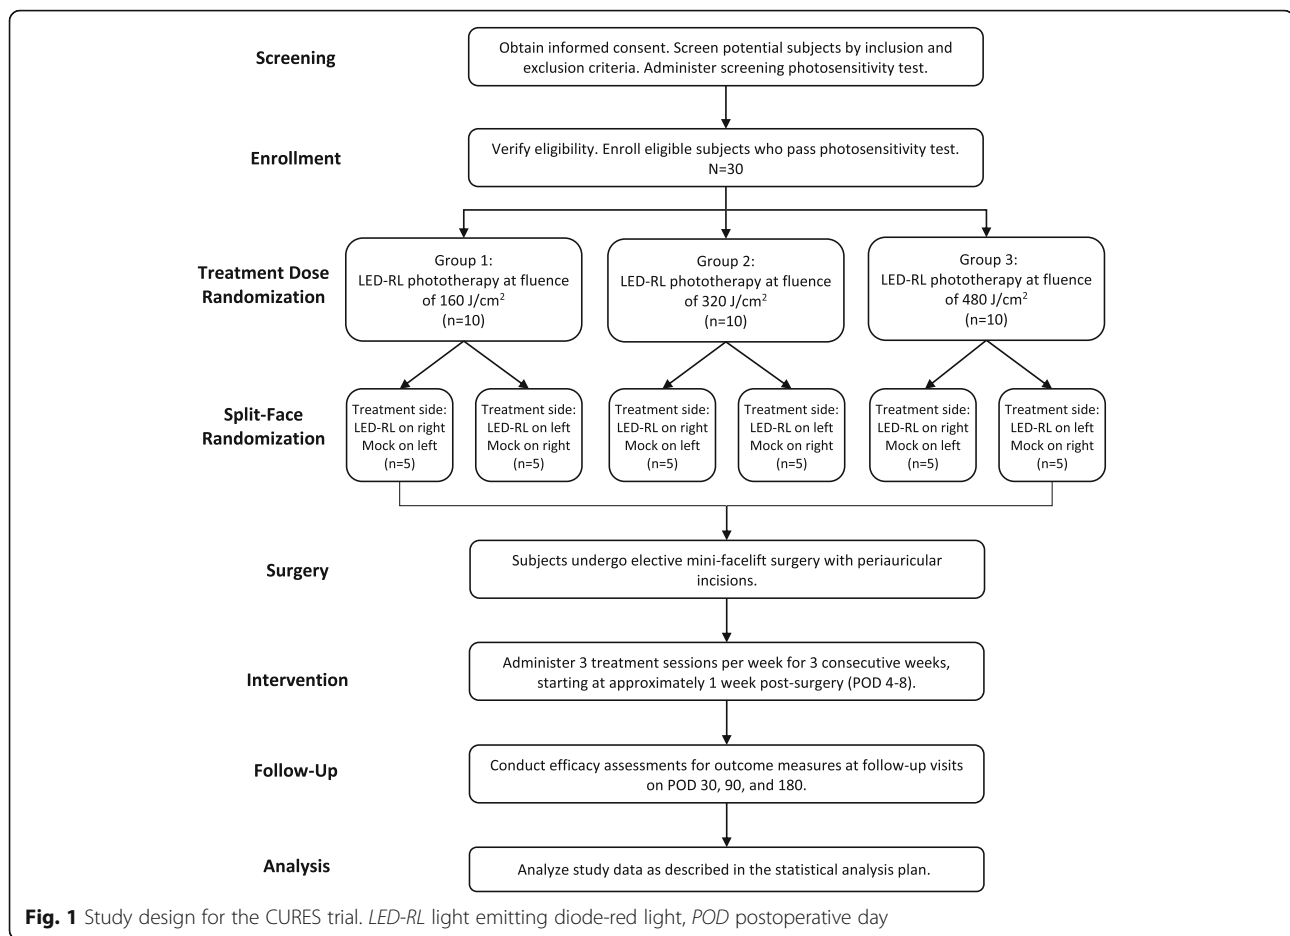 Screening
Obtain informed consent. Screen potential subjects by inclusion and
exclusion criteria. Administer screening photosensitivity test.
Enrollment
Verify eligibility. Enroll eligible subjects who pass photosensitivity test.
N=30
Treatment Dose
Randomization
Group 1:
LED-RL phototherapy at fluence
of 160 J/cm²
(n=10)
Group 2:
LED-RL phototherapy at fluence
of 320 J/cm²
(n=10)
Group 3:
LED-RL phototherapy at fluence
of 480 J/cm²
(n=10)
Split-Face
Randomization
Treatment side:
LED-RL on right
Mock on left
(n=5)
Treatment side:
LED-RL on left
Mock on right
(n=5)
Treatment side:
LED-RL on right
Mock on left
(n=5)
Treatment side:
LED-RL on left
Mock on right
(n=5)
Treatment side:
LED-RL on right
Mock on left
(n=5)
Treatment side:
LED-RL on left
Mock on right
(n=5)
Surgery
Subjects undergo elective mini-facelift surgery with periauricular
incisions.
Intervention
Administer 3 treatment sessions per week for 3 consecutive weeks,
starting at approximately 1 week post-surgery (POD 4-8).
Follow-Up
Conduct efficacy assessments for outcome measures at follow-up visits
on POD 30, 90, and 180.
Analysis
Analyze study data as described in the statistical analysis plan.
Fig. 1 Study design for the CURES trial. LED-RL light emitting diode-red light, POD postoperative day